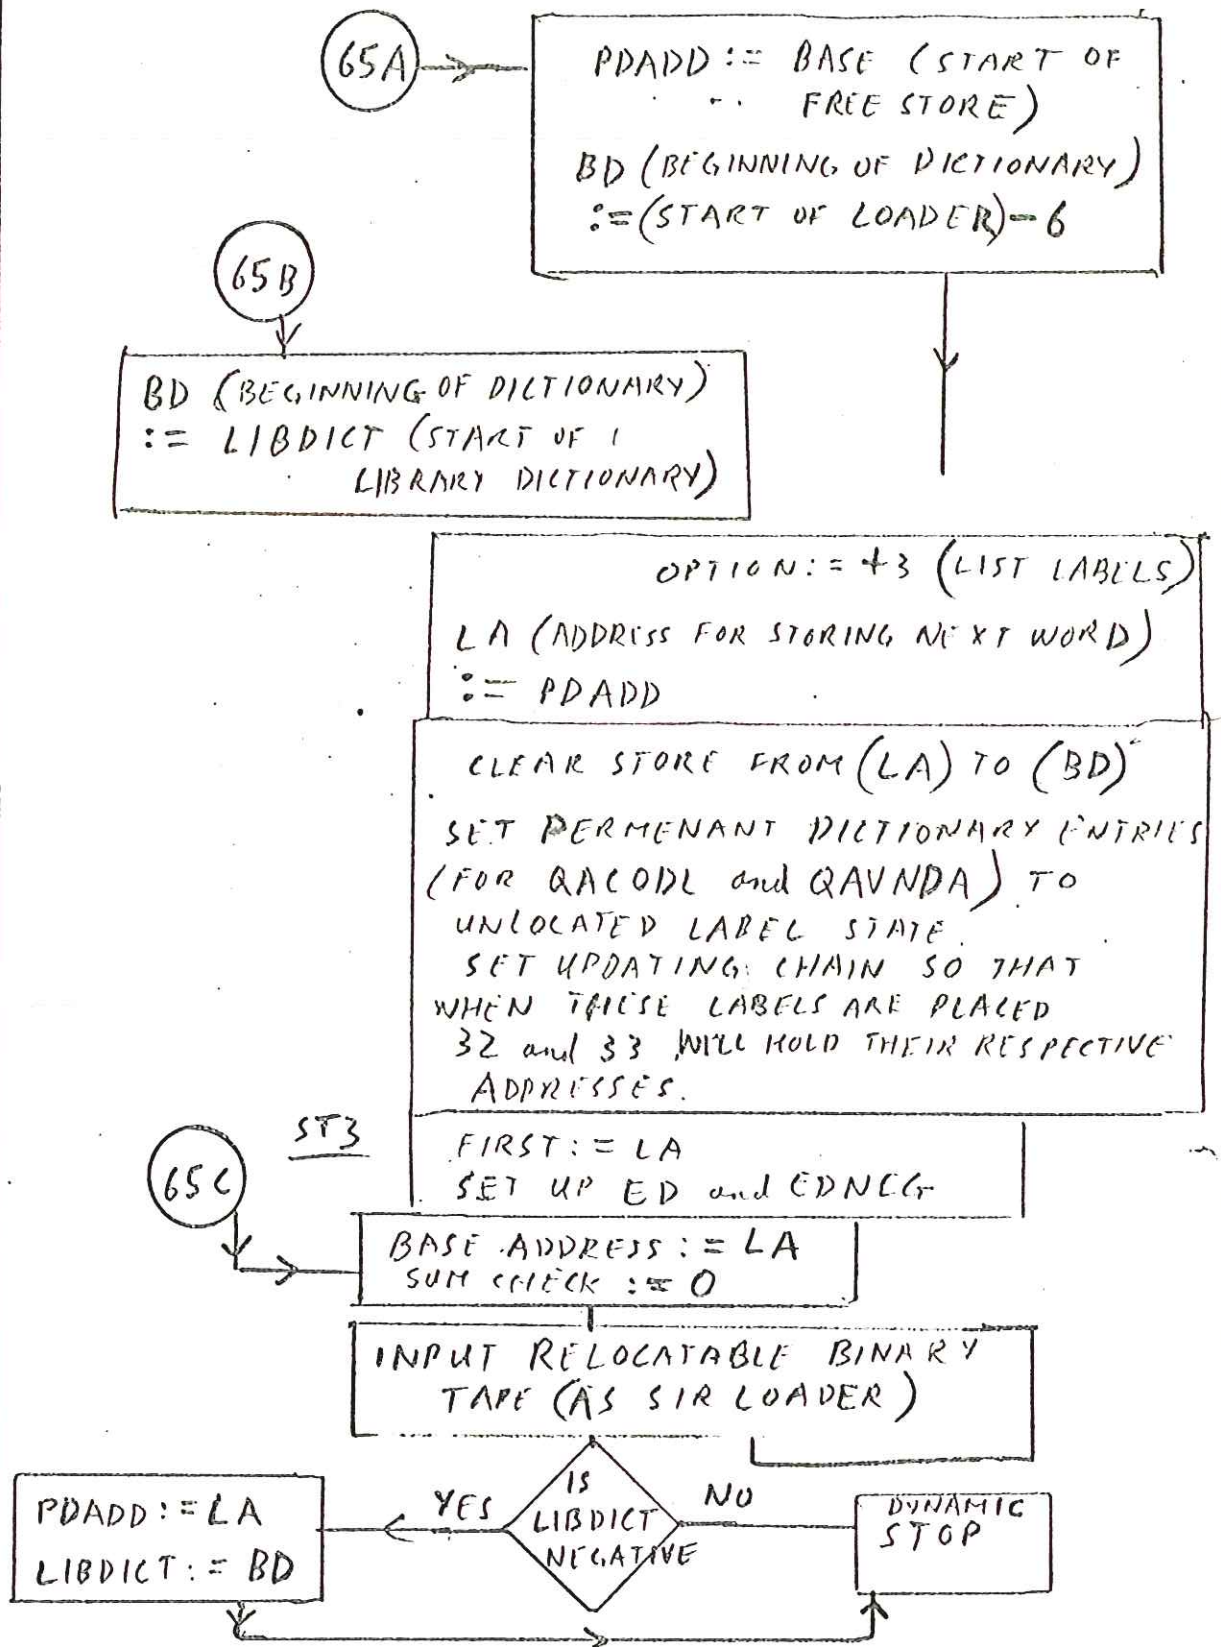 65A
PDADD := BASE (START OF
FREE STORE)
BD (BEGINNING OF DICTIONARY)
:= (START OF LOADER) - 6
65B
BD (BEGINNING OF DICTIONARY)
:= LIBDICT (START OF
LIBRARY DICTIONARY)
OPTION := +3 (LIST LABELS)
LA (ADDRESS FOR STORING NEXT WORD)
:= PDADD
CLEAR STORE FROM (LA) TO (BD)
SET PERMENANT DICTIONARY ENTRIES
(FOR QACODL and QAVNDA) TO
UNLOCATED LABEL STATE.
SET UPDATING CHAIN SO THAT
WHEN THESE LABELS ARE PLACED
32 and 33 WILL HOLD THEIR RESPECTIVE
ADDRESSES.
ST3
FIRST := LA
SET UP ED and EDNEG
65C
BASE ADDRESS := LA
SUM CHECK := 0
INPUT RELOCATABLE BINARY
TAPE (AS SIR LOADER)
IS
LIBDICT
NEGATIVE
YES
NO
PDADD := LA
LIBDICT := BD
DYNAMIC
STOP